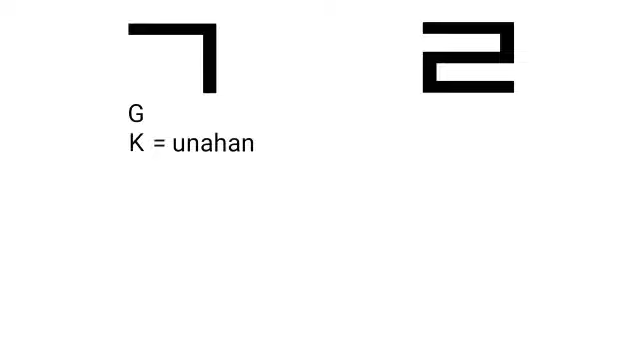 ㄱ ㄹ
G
K = unahan